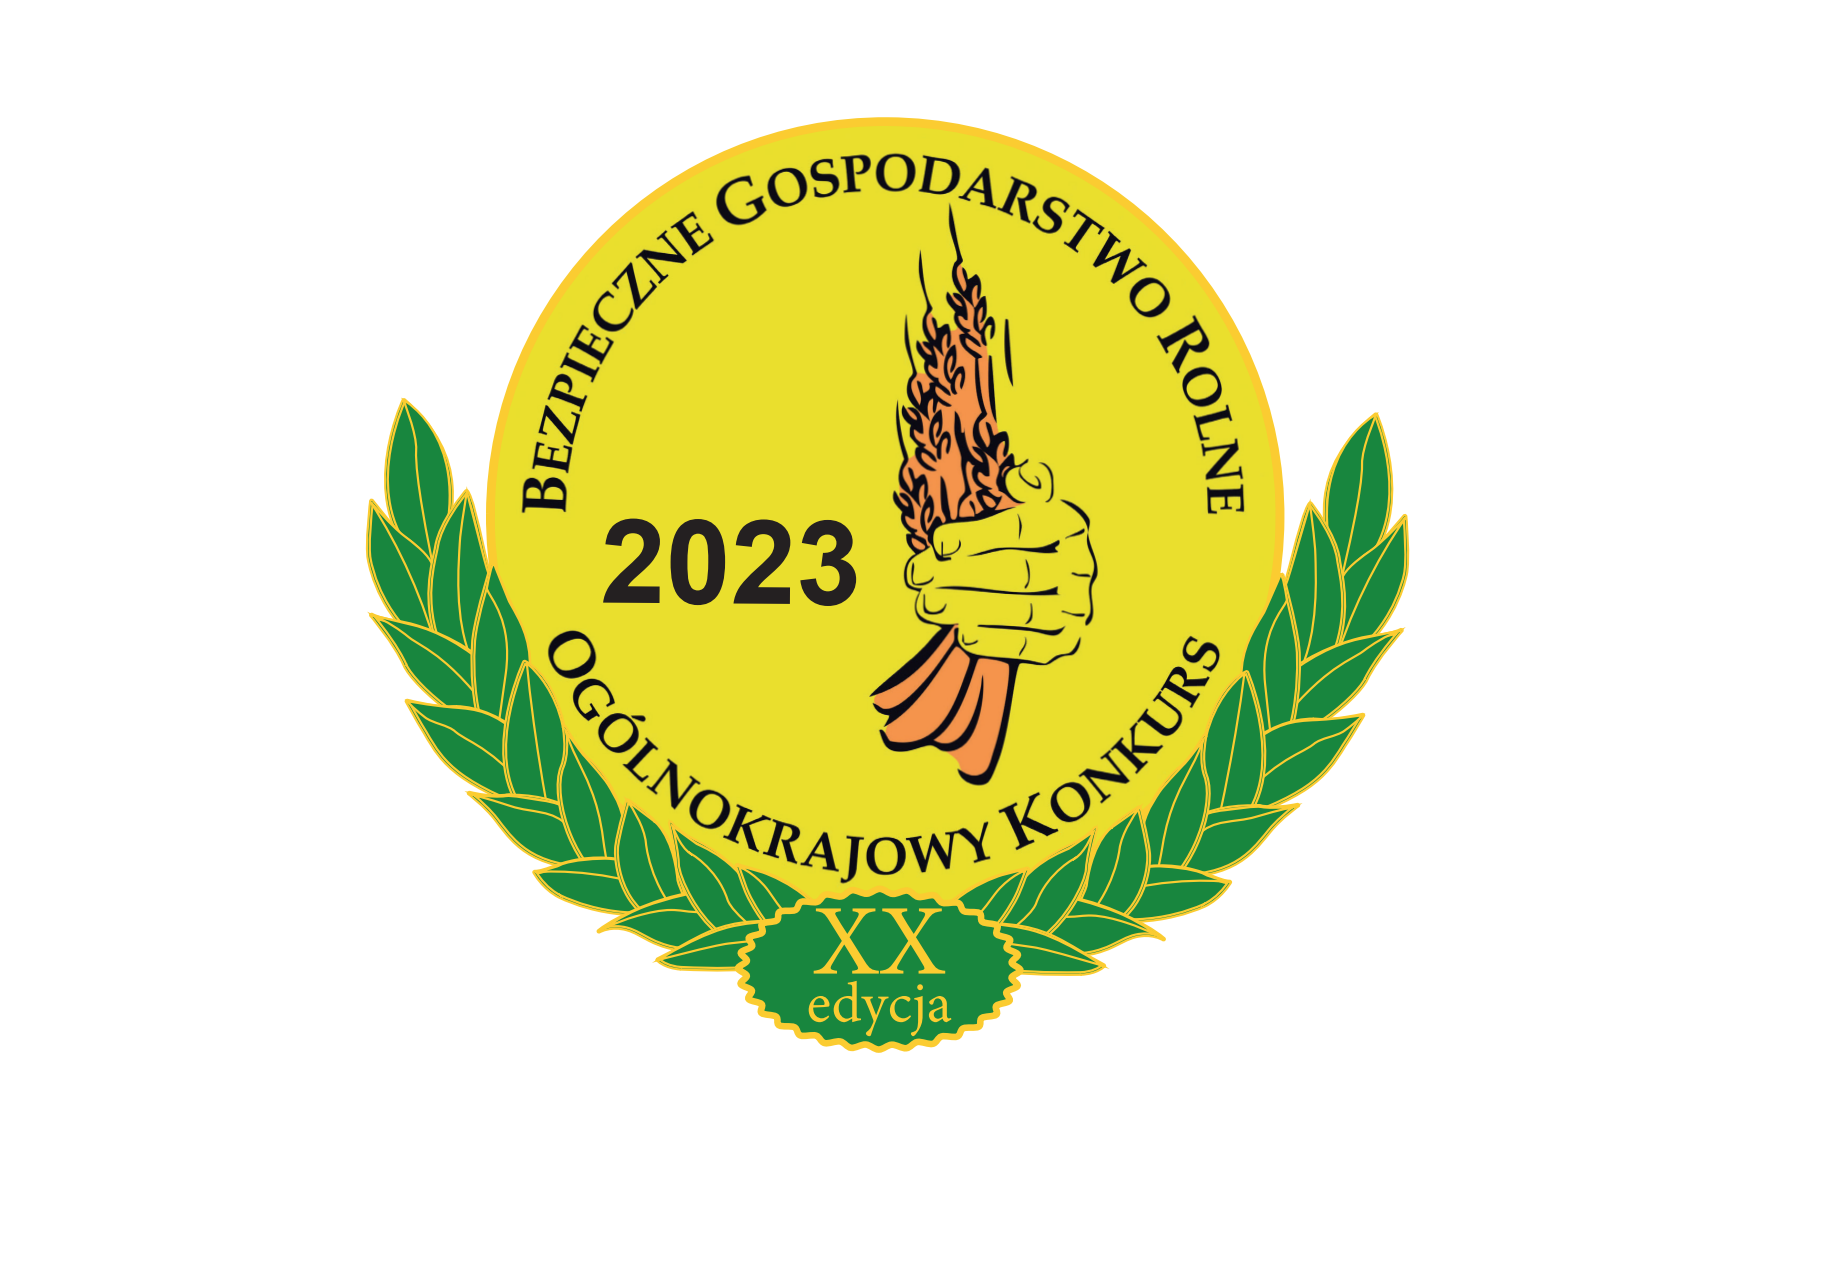 BEZPIECZNE GOSPODARSTWO ROLNE
2023
OGÓLNOKRAJOWY KONKURS
XX
edycja